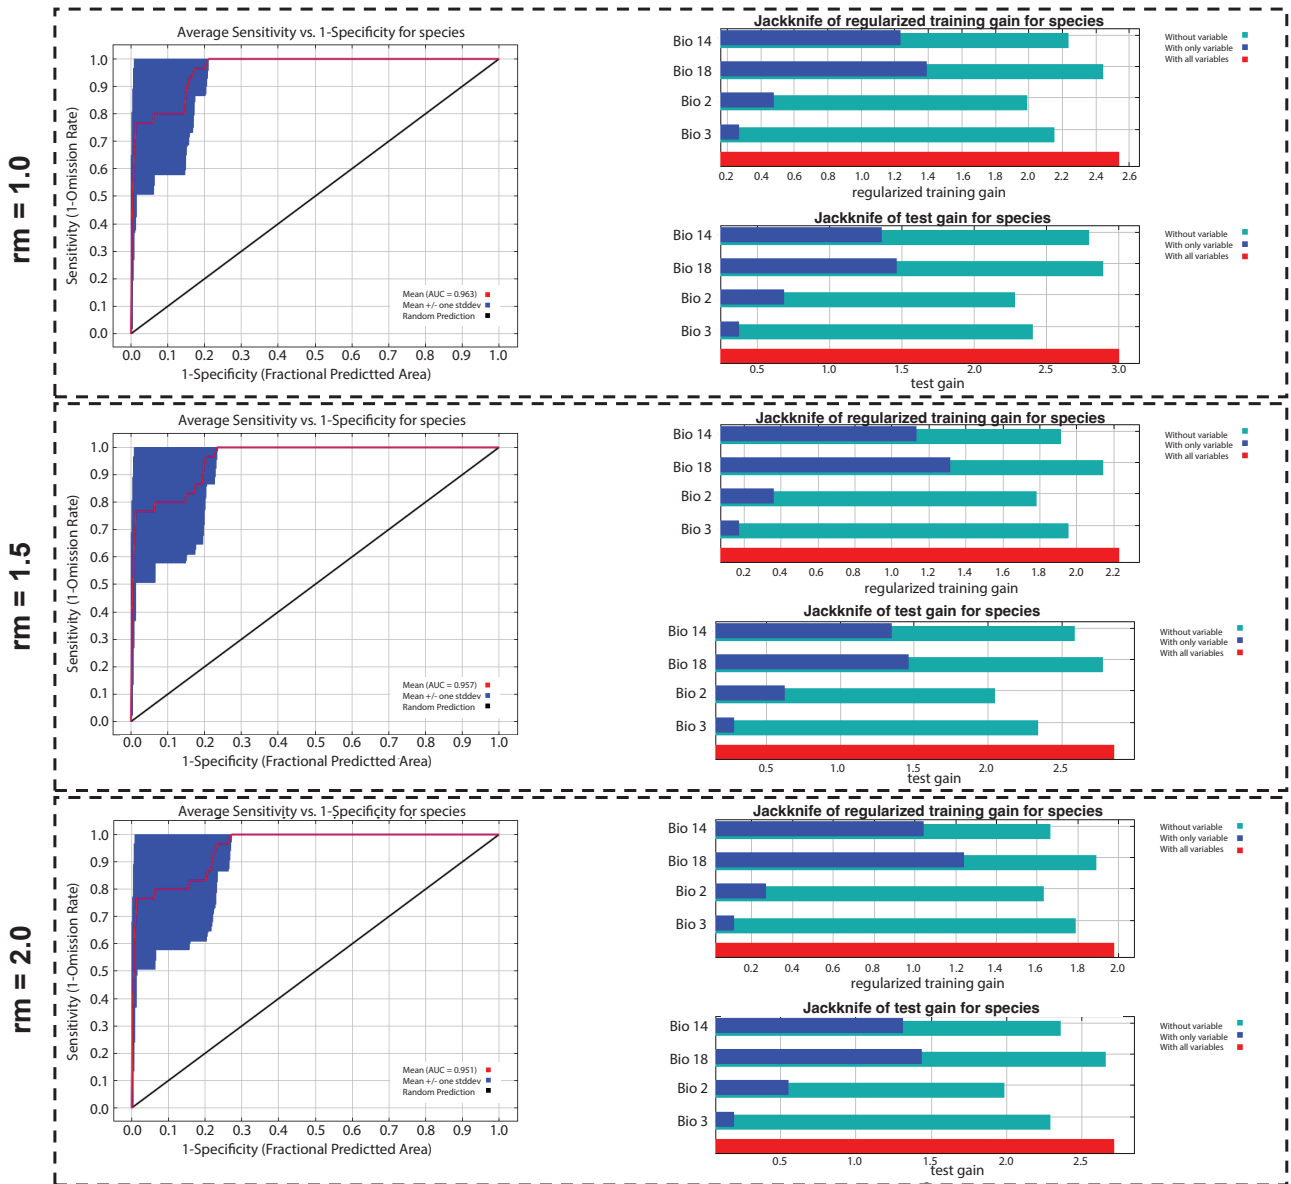 rm = 1.0
Average Sensitivity vs. 1-Specificity for species
Sensitivity (1-Omission Rate)
1.0
0.9
0.8
0.7
0.6
0.5
0.4
0.3
0.2
0.1
0.0
Mean (AUC = 0.963)
Mean +/- one stddev
Random Prediction
0.0 0.1 0.2 0.3 0.4 0.5 0.6 0.7 0.8 0.9 1.0
1-Specificity (Fractional Predictted Area)
Jackknife of regularized training gain for species
Bio 14
Bio 18
Bio 2
Bio 3
Without variable
With only variable
With all variables
0.2 0.4 0.6 0.8 1.0 1.2 1.4 1.6 1.8 2.0 2.2 2.4 2.6
regularized training gain
Jackknife of test gain for species
Bio 14
Bio 18
Bio 2
Bio 3
Without variable
With only variable
With all variables
0.5 1.0 1.5 2.0 2.5 3.0
test gain
rm = 1.5
Average Sensitivity vs. 1-Specificity for species
Sensitivity (1-Omission Rate)
1.0
0.9
0.8
0.7
0.6
0.5
0.4
0.3
0.2
0.1
0.0
Mean (AUC = 0.957)
Mean +/- one stddev
Random Prediction
0.0 0.1 0.2 0.3 0.4 0.5 0.6 0.7 0.8 0.9 1.0
1-Specificity (Fractional Predictted Area)
Jackknife of regularized training gain for species
Bio 14
Bio 18
Bio 2
Bio 3
Without variable
With only variable
With all variables
0.2 0.4 0.6 0.8 1.0 1.2 1.4 1.6 1.8 2.0 2.2
regularized training gain
Jackknife of test gain for species
Bio 14
Bio 18
Bio 2
Bio 3
Without variable
With only variable
With all variables
0.5 1.0 1.5 2.0 2.5
test gain
rm = 2.0
Average Sensitivity vs. 1-Specificity for species
Sensitivity (1-Omission Rate)
1.0
0.9
0.8
0.7
0.6
0.5
0.4
0.3
0.2
0.1
0.0
Mean (AUC = 0.951)
Mean +/- one stddev
Random Prediction
0.0 0.1 0.2 0.3 0.4 0.5 0.6 0.7 0.8 0.9 1.0
1-Specificity (Fractional Predictted Area)
Jackknife of regularized training gain for species
Bio 14
Bio 18
Bio 2
Bio 3
Without variable
With only variable
With all variables
0.2 0.4 0.6 0.8 1.0 1.2 1.4 1.6 1.8 2.0
regularized training gain
Jackknife of test gain for species
Bio 14
Bio 18
Bio 2
Bio 3
Without variable
With only variable
With all variables
0.5 1.0 1.5 2.0 2.5
test gain